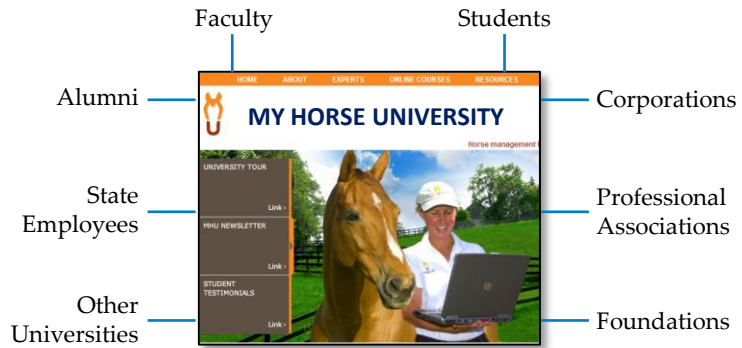 Faculty
Students
HOME ABOUT EXPERTS ONLINE COURSES RESOURCES
Alumni
Corporations
MY HORSE UNIVERSITY
Horse management
UNIVERSITY TOUR
Link ›
State
Employees
Professional
Associations
MHU NEWSLETTER
Link ›
STUDENT
TESTIMONIALS
Link ›
Other
Universities
Foundations